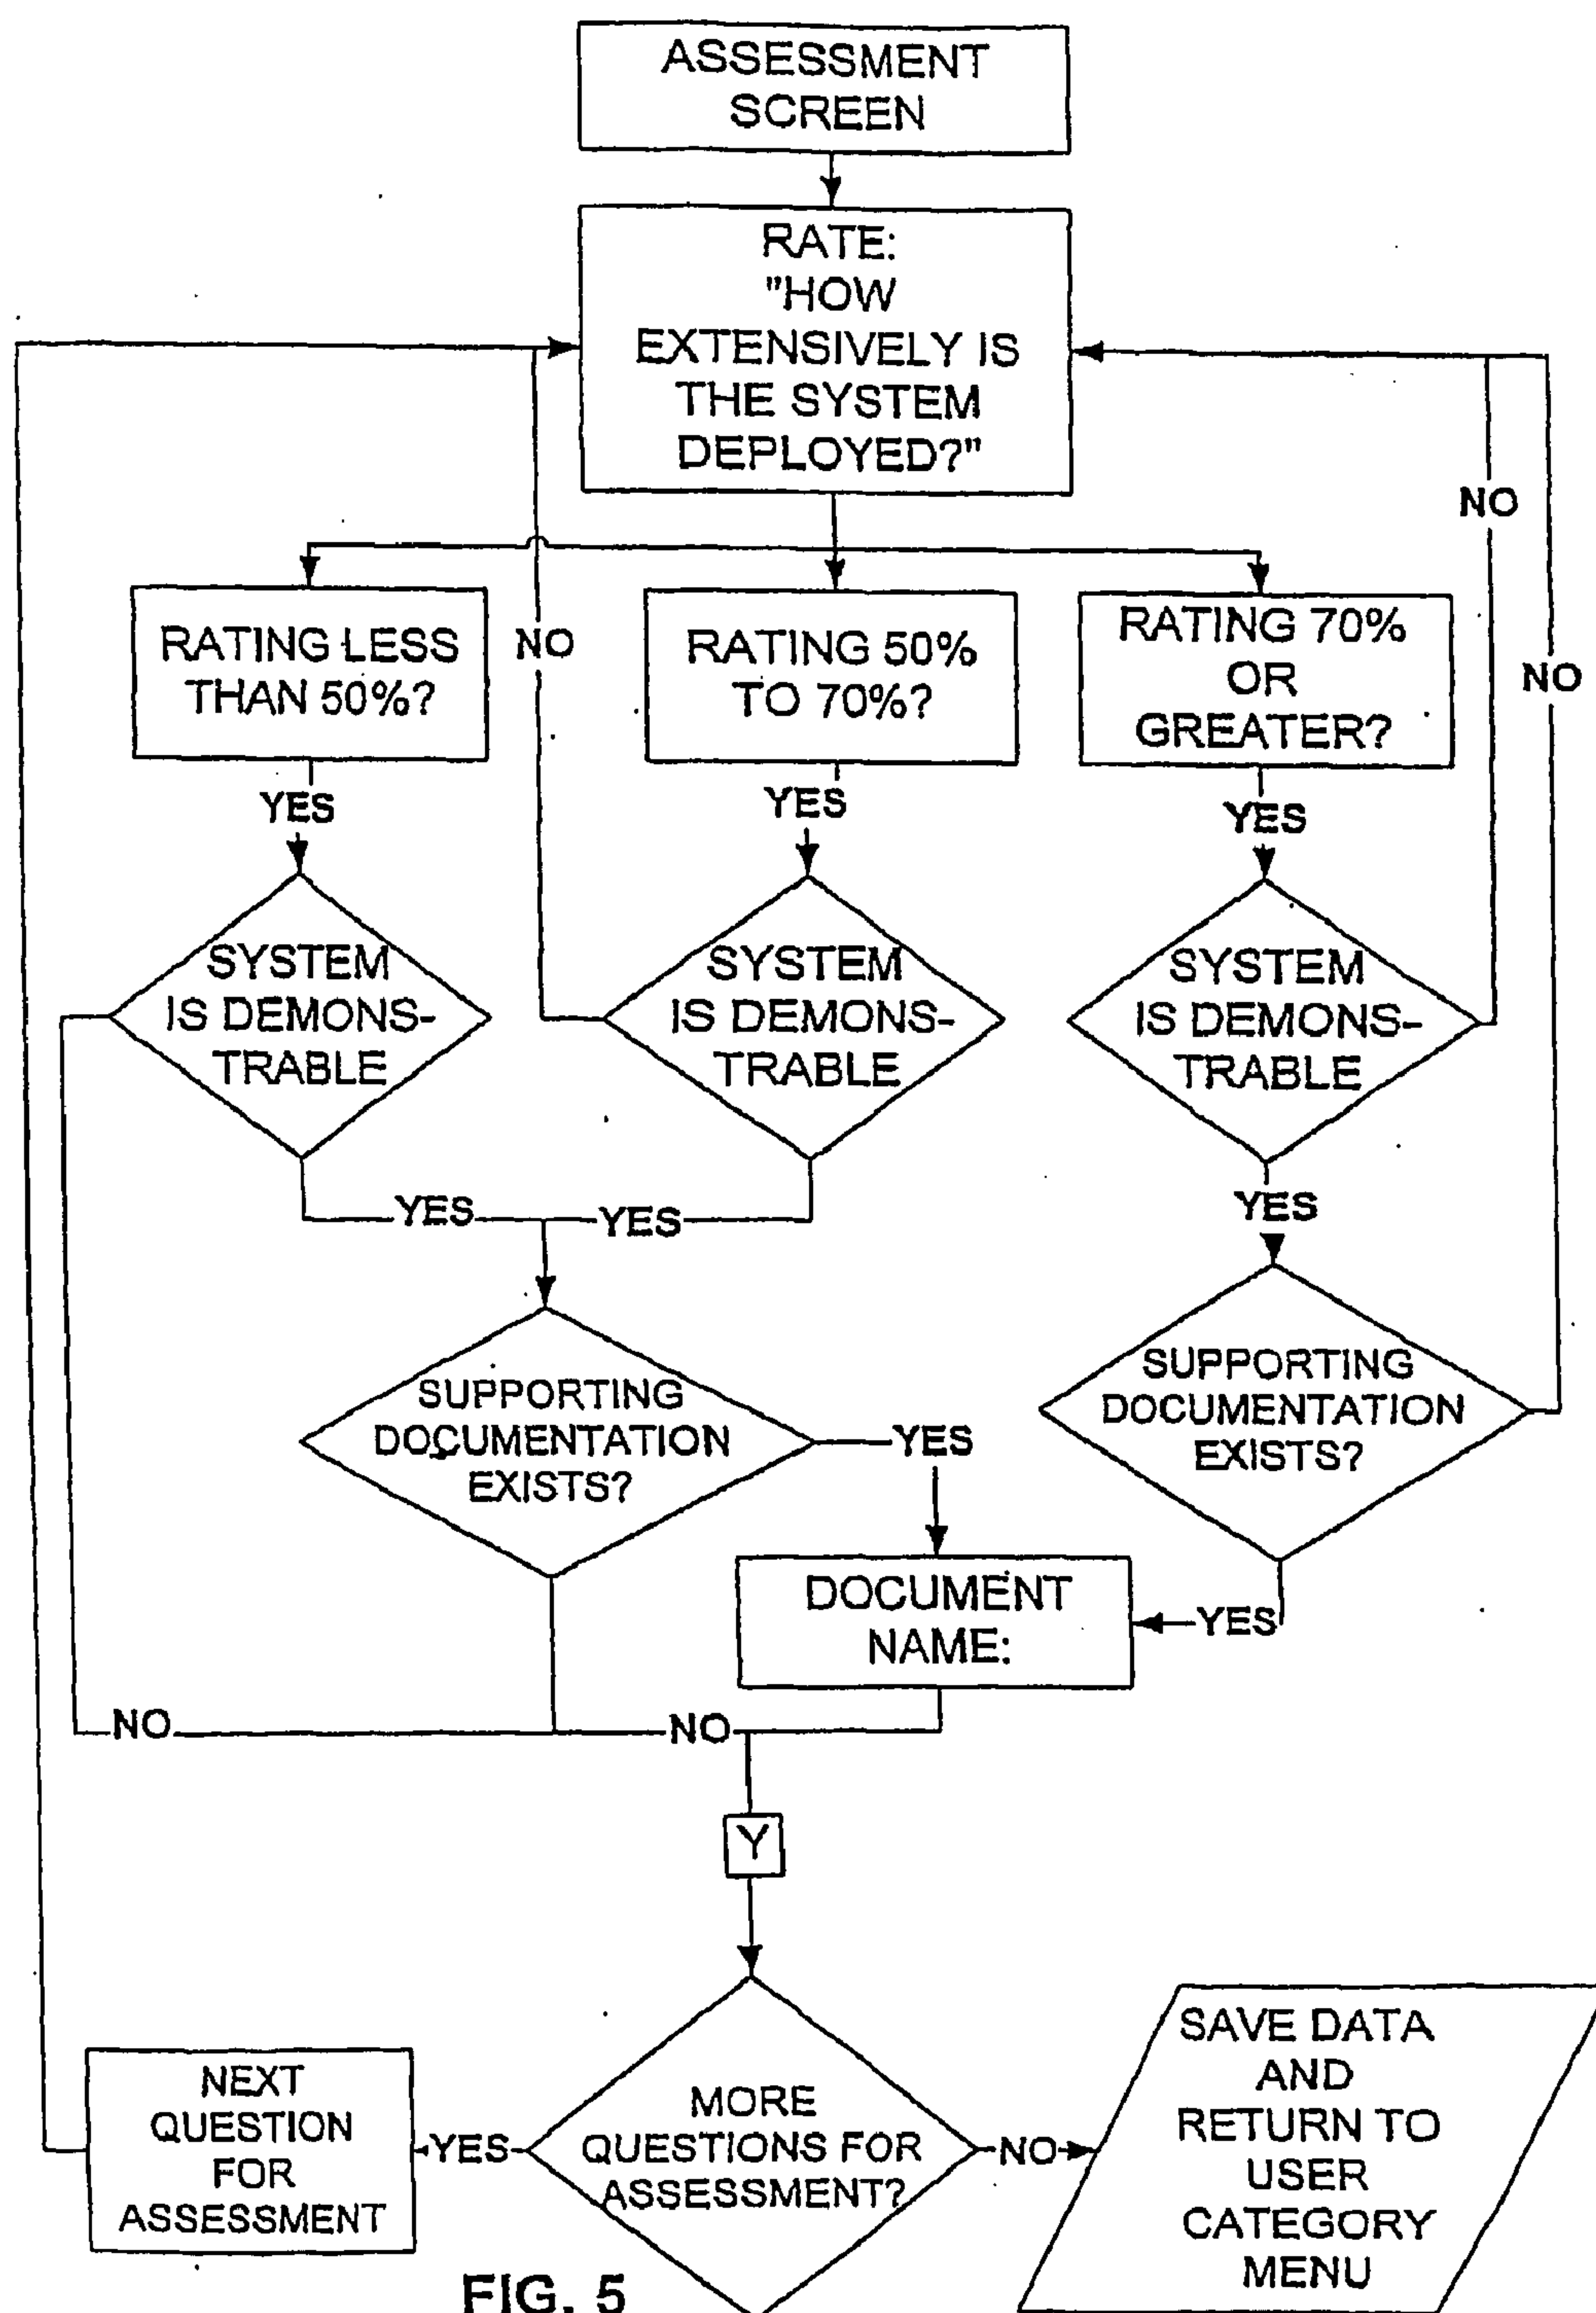 ASSESSMENT
SCREEN
RATE:
"HOW
EXTENSIVELY IS
THE SYSTEM
DEPLOYED?"
NO
RATING LESS
THAN 50%?
NO
RATING 50%
TO 70%?
RATING 70%
OR
GREATER?
NO
YES
YES
YES
SYSTEM
IS DEMONS-
TRABLE
SYSTEM
IS DEMONS-
TRABLE
SYSTEM
IS DEMONS-
TRABLE
YES
YES
YES
SUPPORTING
DOCUMENTATION
EXISTS?
YES
SUPPORTING
DOCUMENTATION
EXISTS?
DOCUMENT
NAME:
YES
NO
NO
Y
NEXT
QUESTION
FOR
ASSESSMENT
YES
MORE
QUESTIONS FOR
ASSESSMENT?
NO
SAVE DATA
AND
RETURN TO
USER
CATEGORY
MENU
FIG. 5